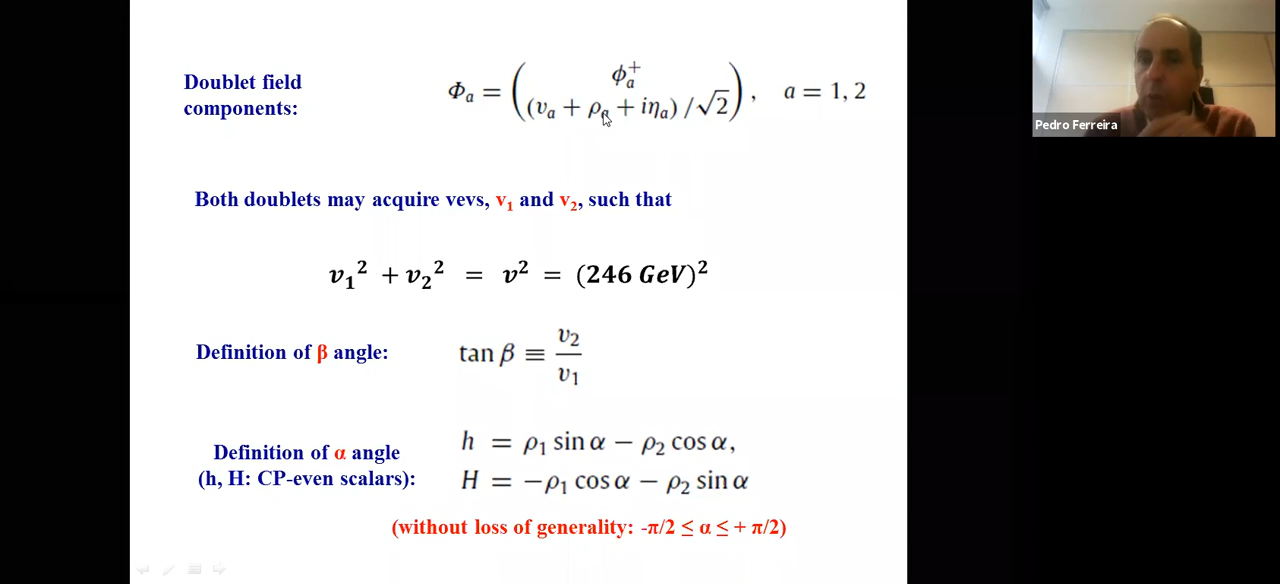 Doublet field
components:
Φₐ = ( ϕₐ⁺ (vₐ + ρₐ + iηₐ)/√2 ), a = 1, 2
Both doublets may acquire vevs, v₁ and v₂, such that
v₁² + v₂² = v² = (246 GeV)²
Definition of β angle: tan β ≡ v₂/v₁
Definition of α angle
(h, H: CP-even scalars):
h = ρ₁ sin α − ρ₂ cos α,
H = −ρ₁ cos α − ρ₂ sin α
(without loss of generality: -π/2 ≤ α ≤ + π/2)
Pedro Ferreira